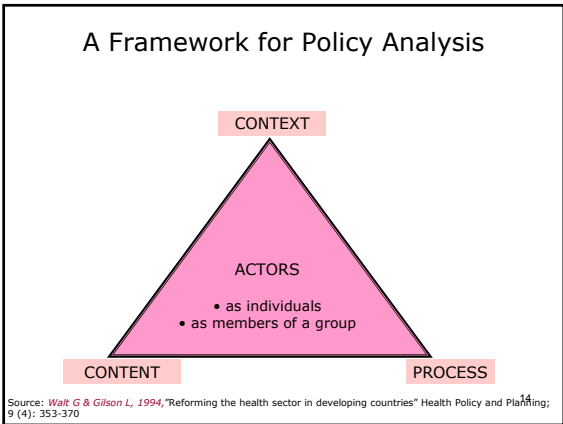 A Framework for Policy Analysis
CONTEXT
ACTORS
• as individuals
• as members of a group
CONTENT
PROCESS
14
Source: Walt G & Gilson L, 1994,"Reforming the health sector in developing countries" Health Policy and Planning;
9 (4): 353-370